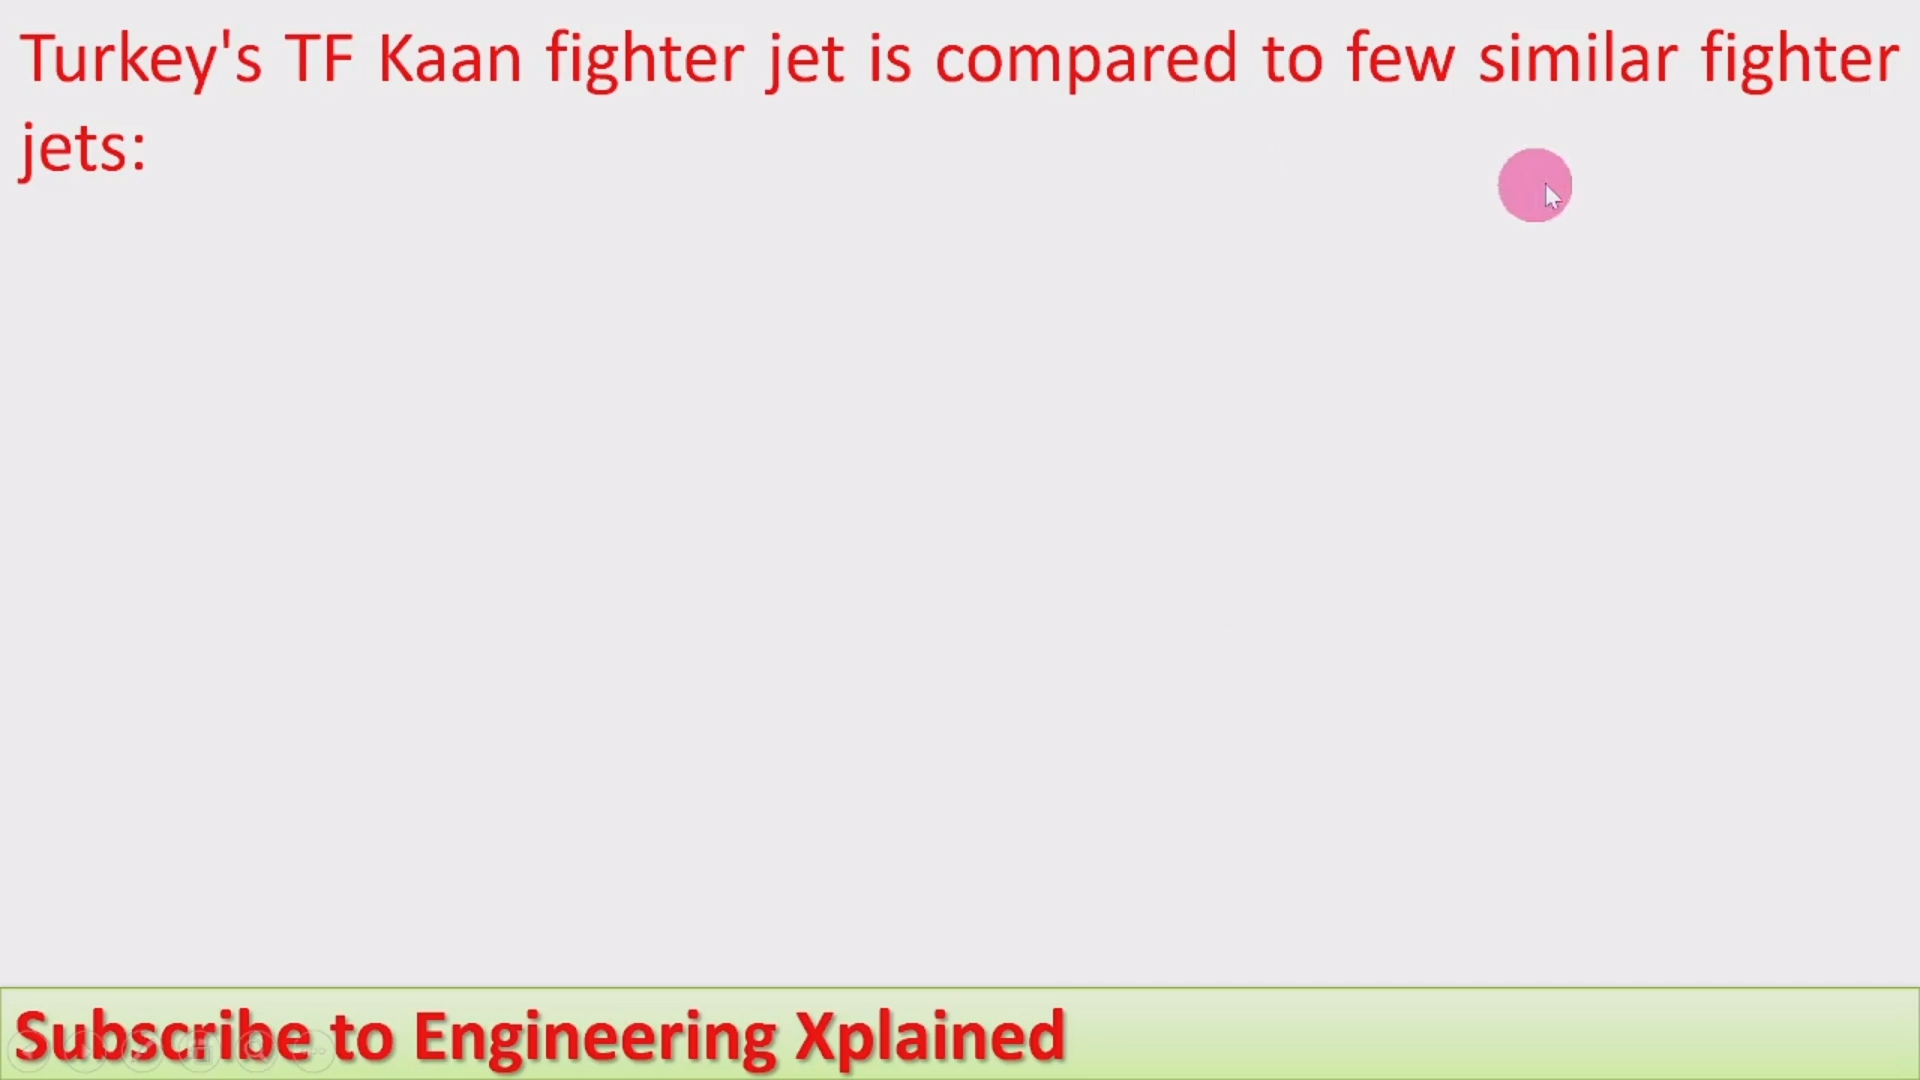 Turkey's TF Kaan fighter jet is compared to few similar fighter
jets:
Subscribe to Engineering Xplained